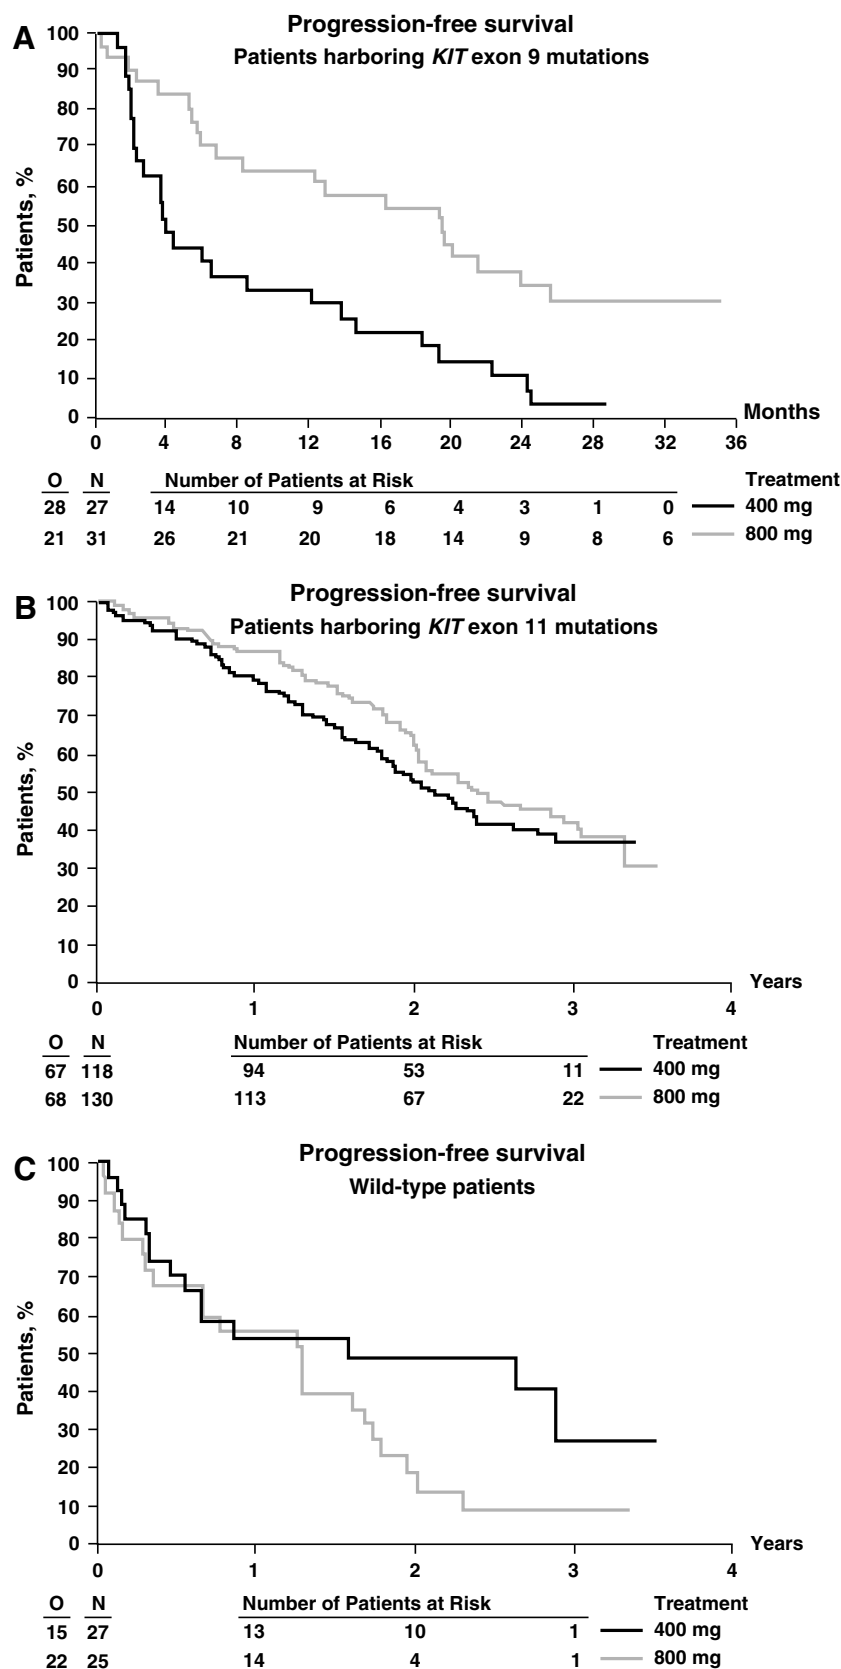 A
Progression-free survival
Patients harboring KIT exon 9 mutations
Patients, %
100
90
80
70
60
50
40
30
20
10
0
0 4 8 12 16 20 24 28 32 36
Months
O N Number of Patients at Risk Treatment
28 27 14 10 9 6 4 3 1 0 400 mg
21 31 26 21 20 18 14 9 8 6 800 mg
B
Progression-free survival
Patients harboring KIT exon 11 mutations
Patients, %
100
90
80
70
60
50
40
30
20
10
0
0 1 2 3 4
Years
O N Number of Patients at Risk Treatment
67 118 94 53 11 400 mg
68 130 113 67 22 800 mg
C
Progression-free survival
Wild-type patients
Patients, %
100
90
80
70
60
50
40
30
20
10
0
0 1 2 3 4
Years
O N Number of Patients at Risk Treatment
15 27 13 10 1 400 mg
22 25 14 4 1 800 mg